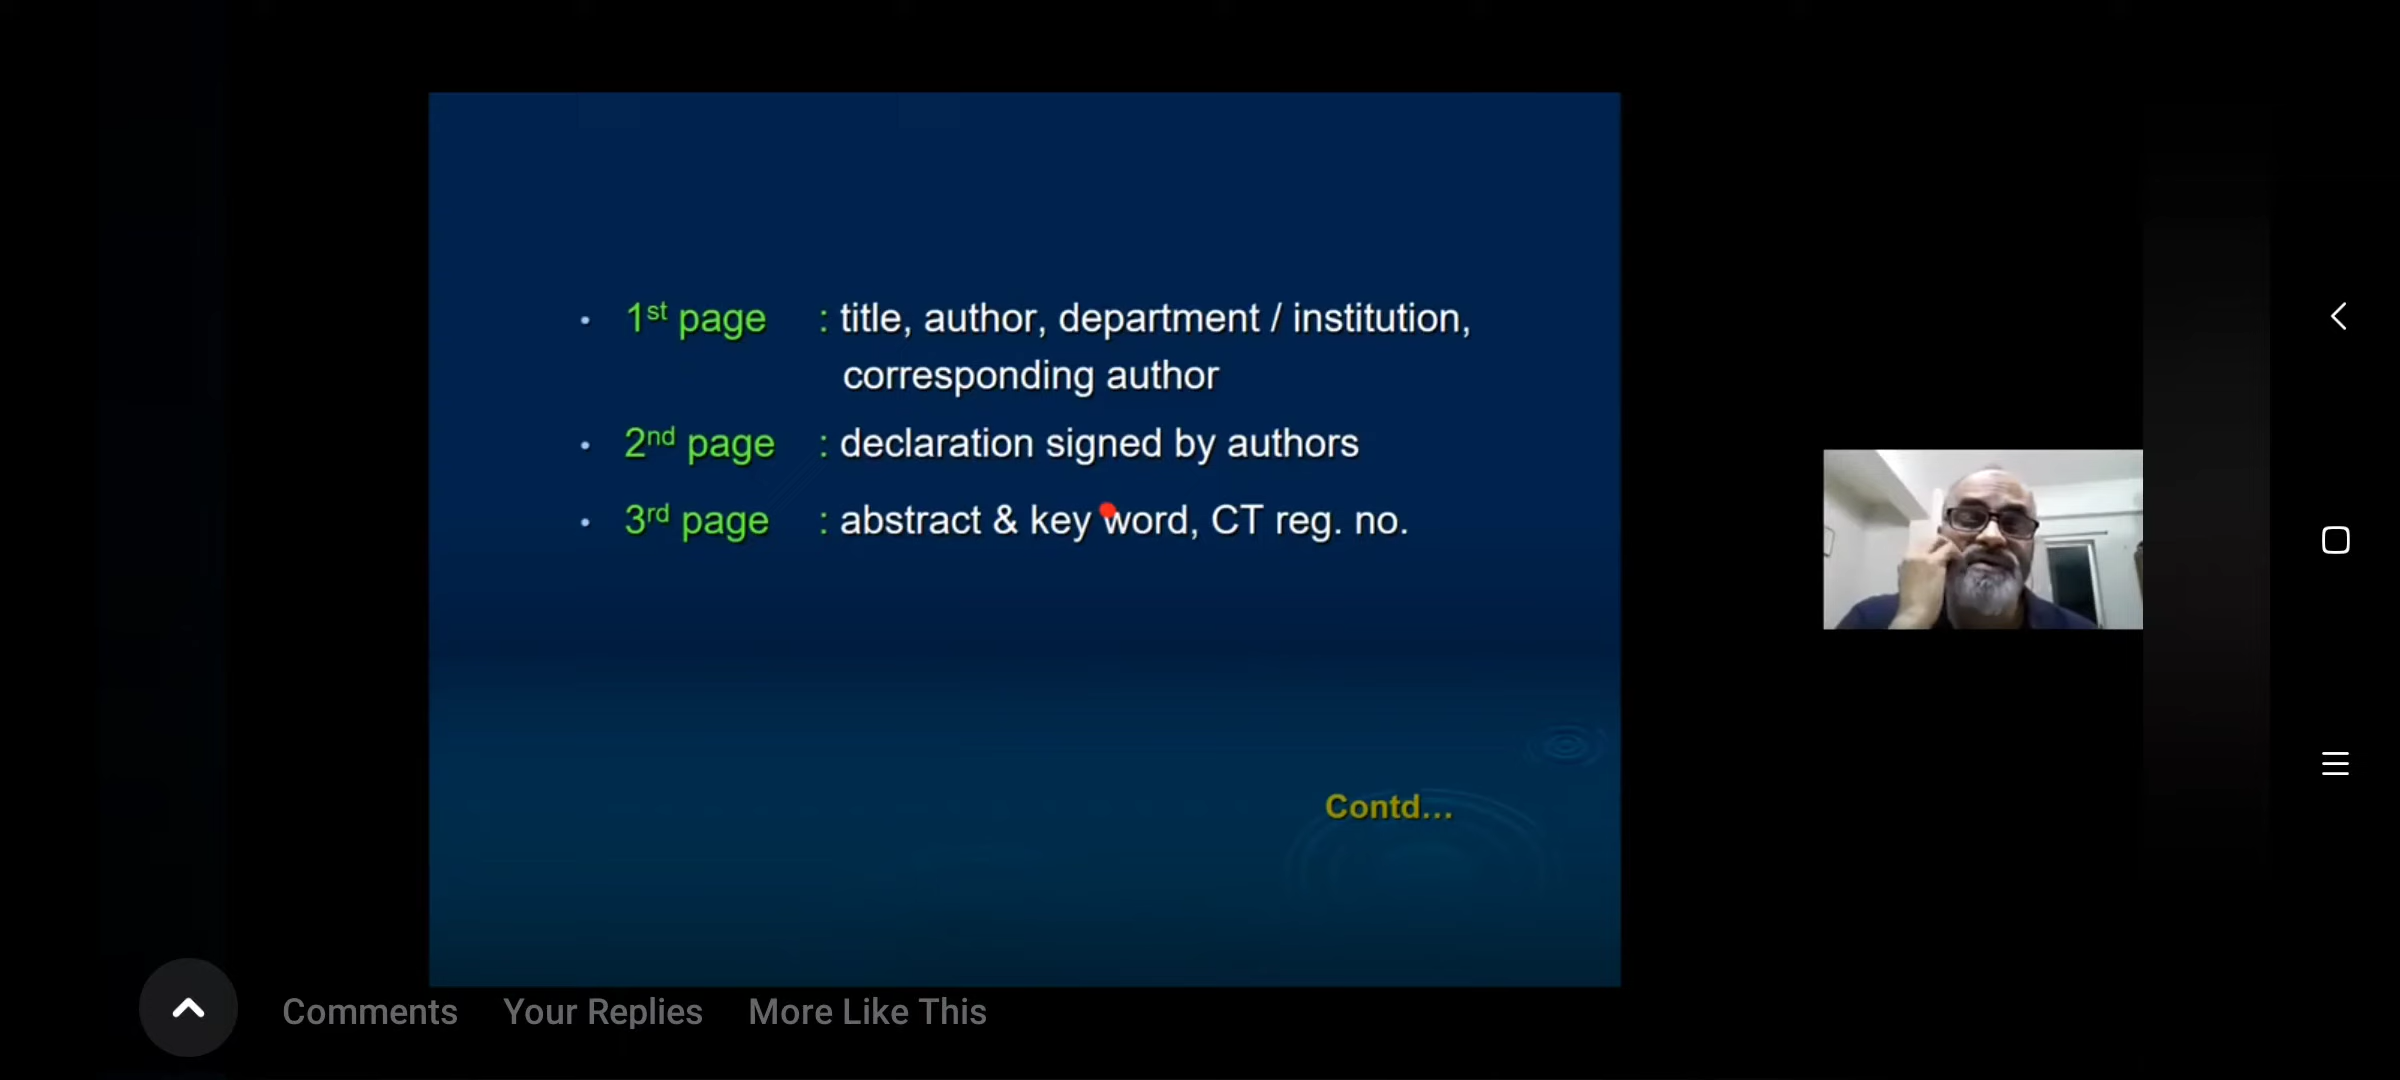 • 1st page : title, author, department / institution,
corresponding author
• 2nd page : declaration signed by authors
• 3rd page : abstract & key word, CT reg. no.
Contd...
Comments Your Replies More Like This